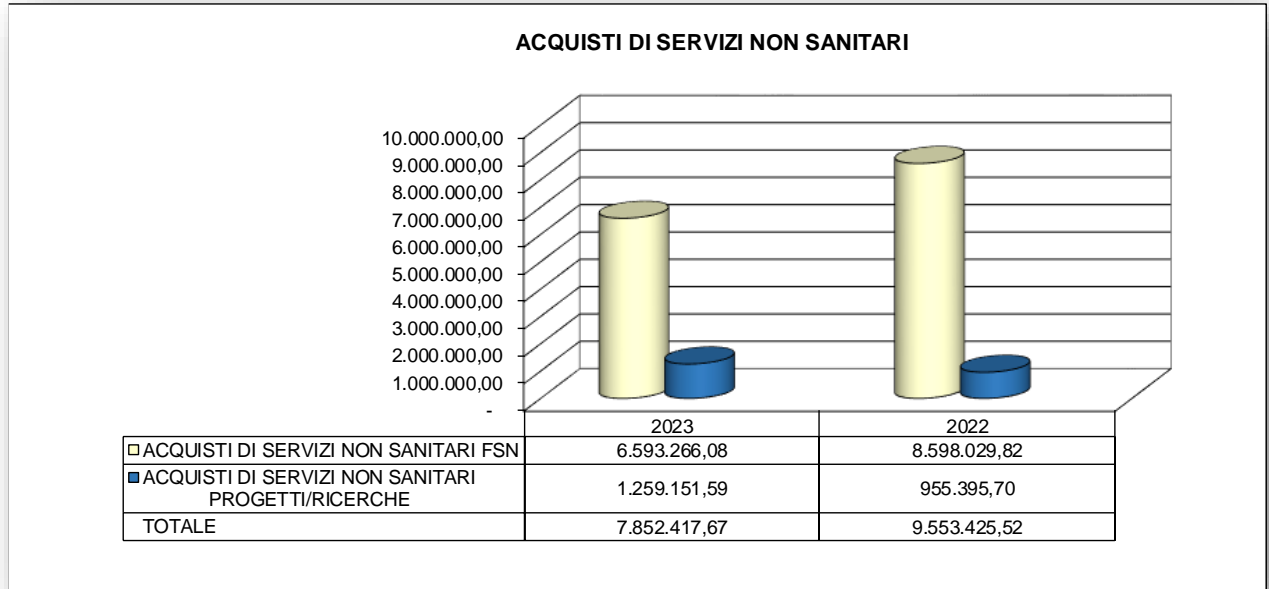 ACQUISTI DI SERVIZI NON SANITARI
10.000.000,00
9.000.000,00
8.000.000,00
7.000.000,00
6.000.000,00
5.000.000,00
4.000.000,00
3.000.000,00
2.000.000,00
1.000.000,00
-
2023 2022
ACQUISTI DI SERVIZI NON SANITARI FSN 6.593.266,08 8.598.029,82
ACQUISTI DI SERVIZI NON SANITARI
PROGETTI/RICERCHE 1.259.151,59 955.395,70
TOTALE 7.852.417,67 9.553.425,52